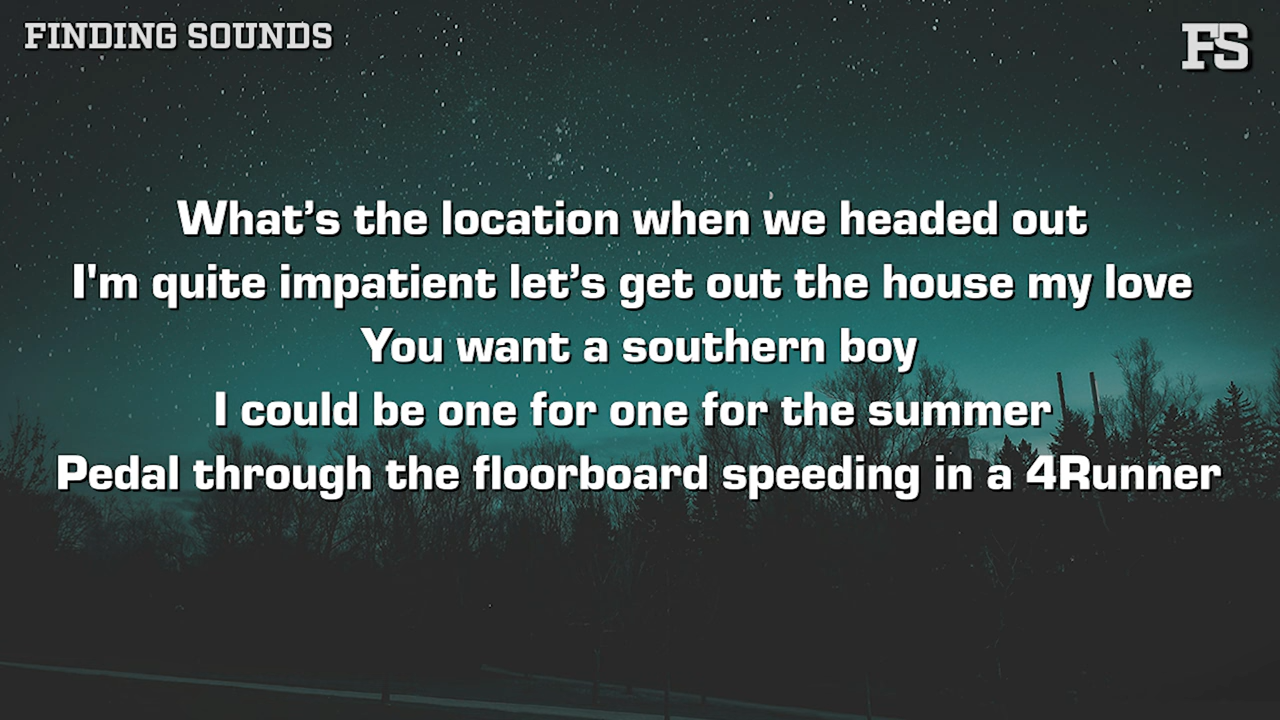 FINDING SOUNDS
FS
What’s the location when we headed out
I'm quite impatient let’s get out the house my love
You want a southern boy
I could be one for one for the summer
Pedal through the floorboard speeding in a 4Runner